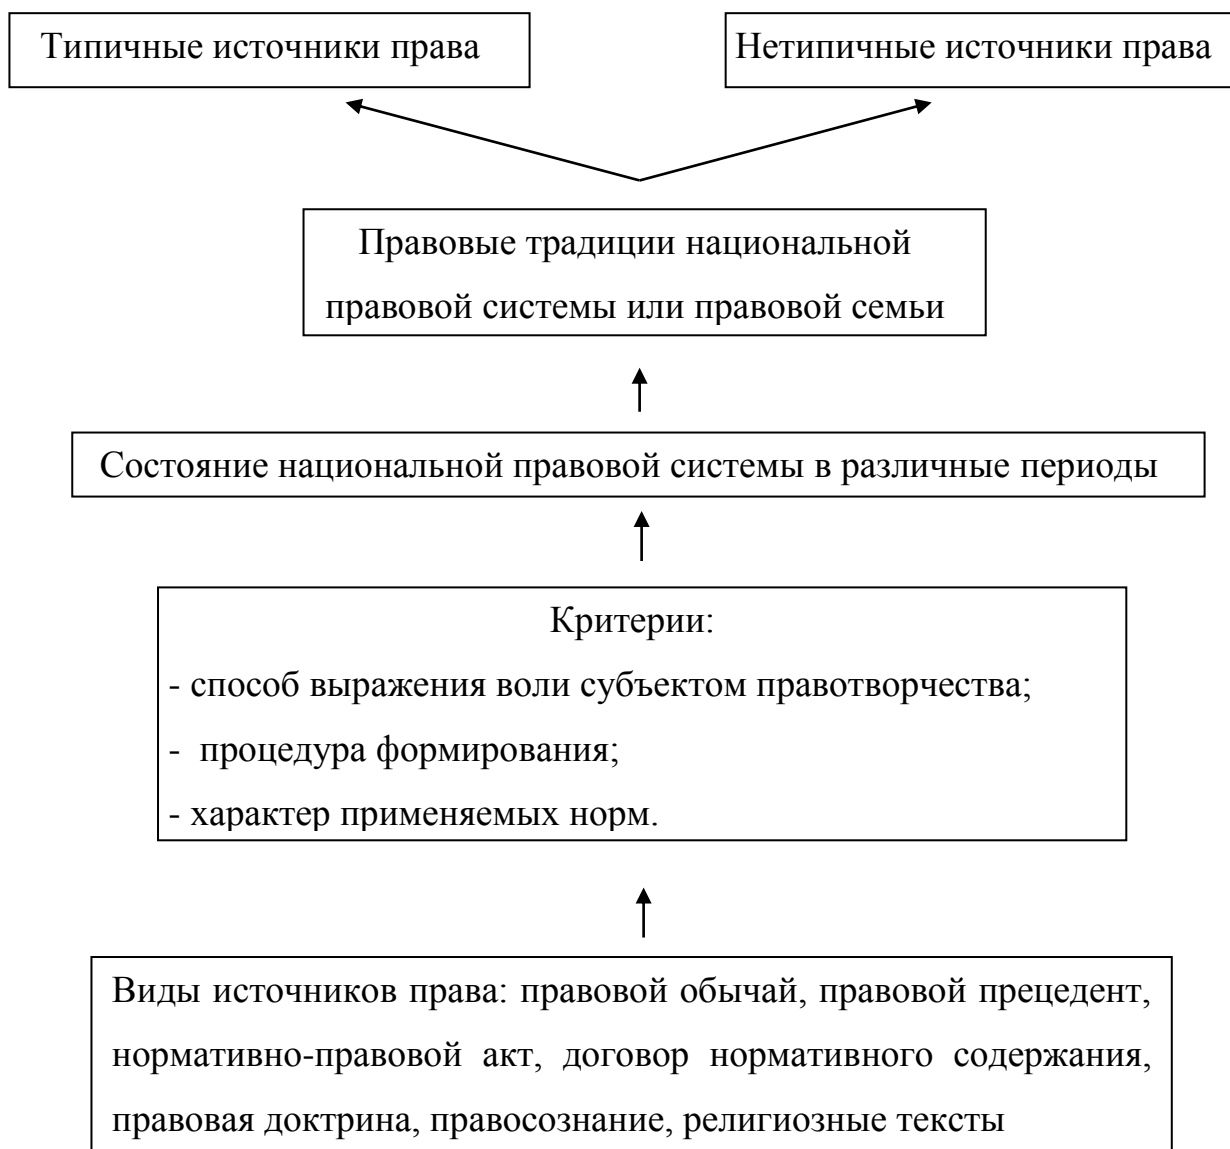 Типичные источники права
Нетипичные источники права
Правовые традиции национальной
правовой системы или правовой семьи
Состояние национальной правовой системы в различные периоды
Критерии:
- способ выражения воли субъектом правотворчества;
- процедура формирования;
- характер применяемых норм.
Виды источников права: правовой обычай, правовой прецедент,
нормативно-правовой акт, договор нормативного содержания,
правовая доктрина, правосознание, религиозные тексты